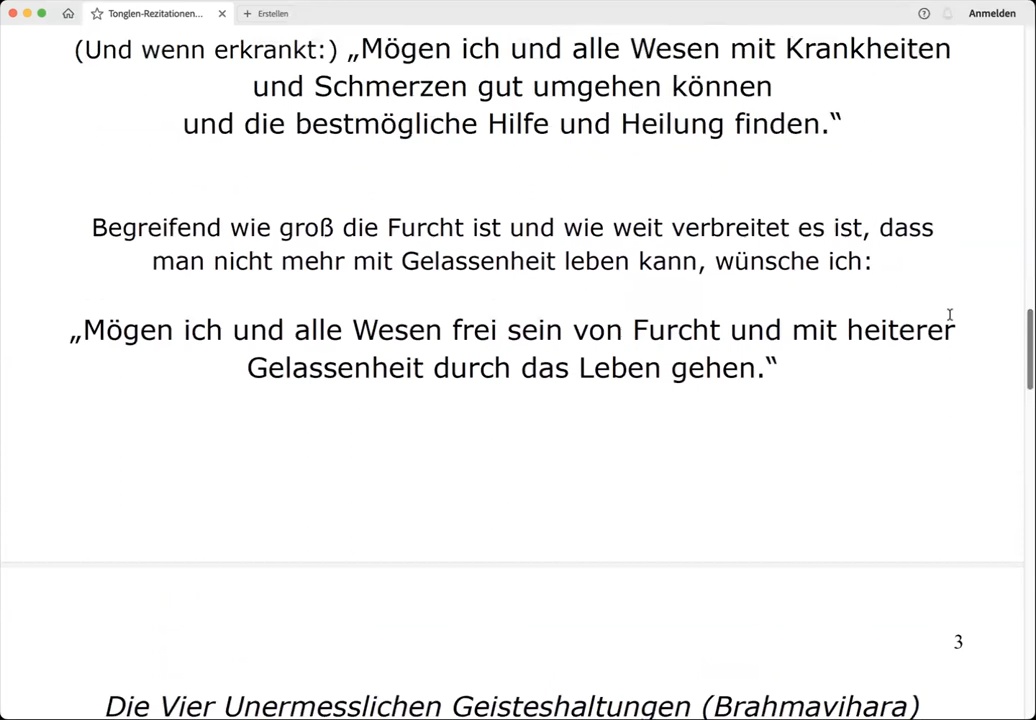 Tonglen-Rezitationen... Erstellen Anmelden
(Und wenn erkrankt:) „Mögen ich und alle Wesen mit Krankheiten
und Schmerzen gut umgehen können
und die bestmögliche Hilfe und Heilung finden.“
Begreifend wie groß die Furcht ist und wie weit verbreitet es ist, dass
man nicht mehr mit Gelassenheit leben kann, wünsche ich:
„Mögen ich und alle Wesen frei sein von Furcht und mit heiterer
Gelassenheit durch das Leben gehen.“
3
Die Vier Unermesslichen Geisteshaltungen (Brahmavihara)